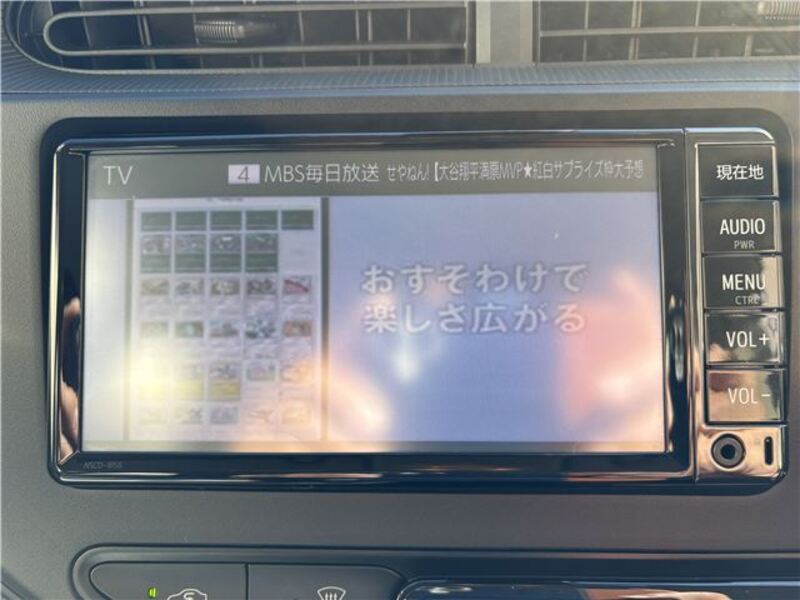 TV 4 MBS毎日放送 せやねん!【大谷翔平満票MVP★紅白サプライズ枠大予想
おすそわけで
楽しさ広がる
現在地
AUDIO
PWR
MENU
CTRL
VOL+
VOL-